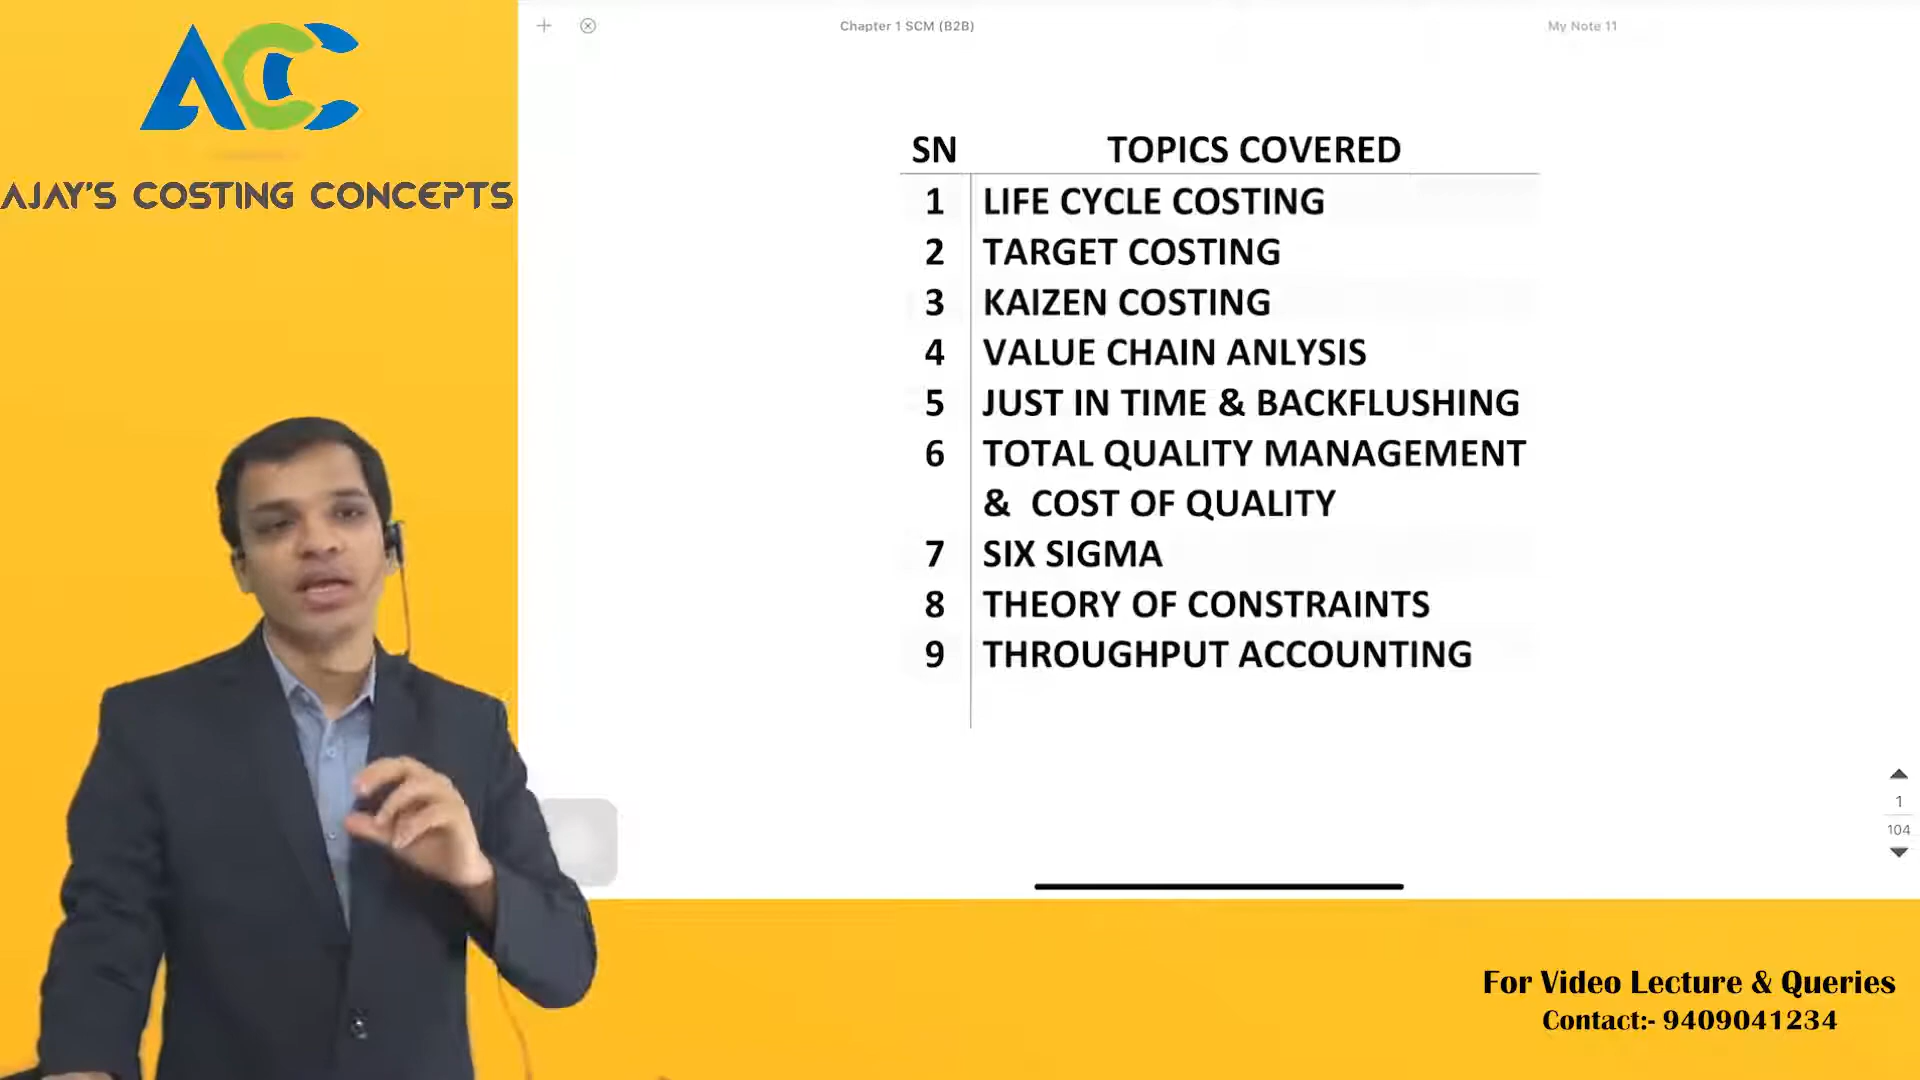 ACC
AJAY'S COSTING CONCEPTS
Chapter 1 SCM (B2B)
My Note 11
SN TOPICS COVERED
1 LIFE CYCLE COSTING
2 TARGET COSTING
3 KAIZEN COSTING
4 VALUE CHAIN ANLYSIS
5 JUST IN TIME & BACKFLUSHING
6 TOTAL QUALITY MANAGEMENT
& COST OF QUALITY
7 SIX SIGMA
8 THEORY OF CONSTRAINTS
9 THROUGHPUT ACCOUNTING
1
104
For Video Lecture & Queries
Contact:- 9409041234